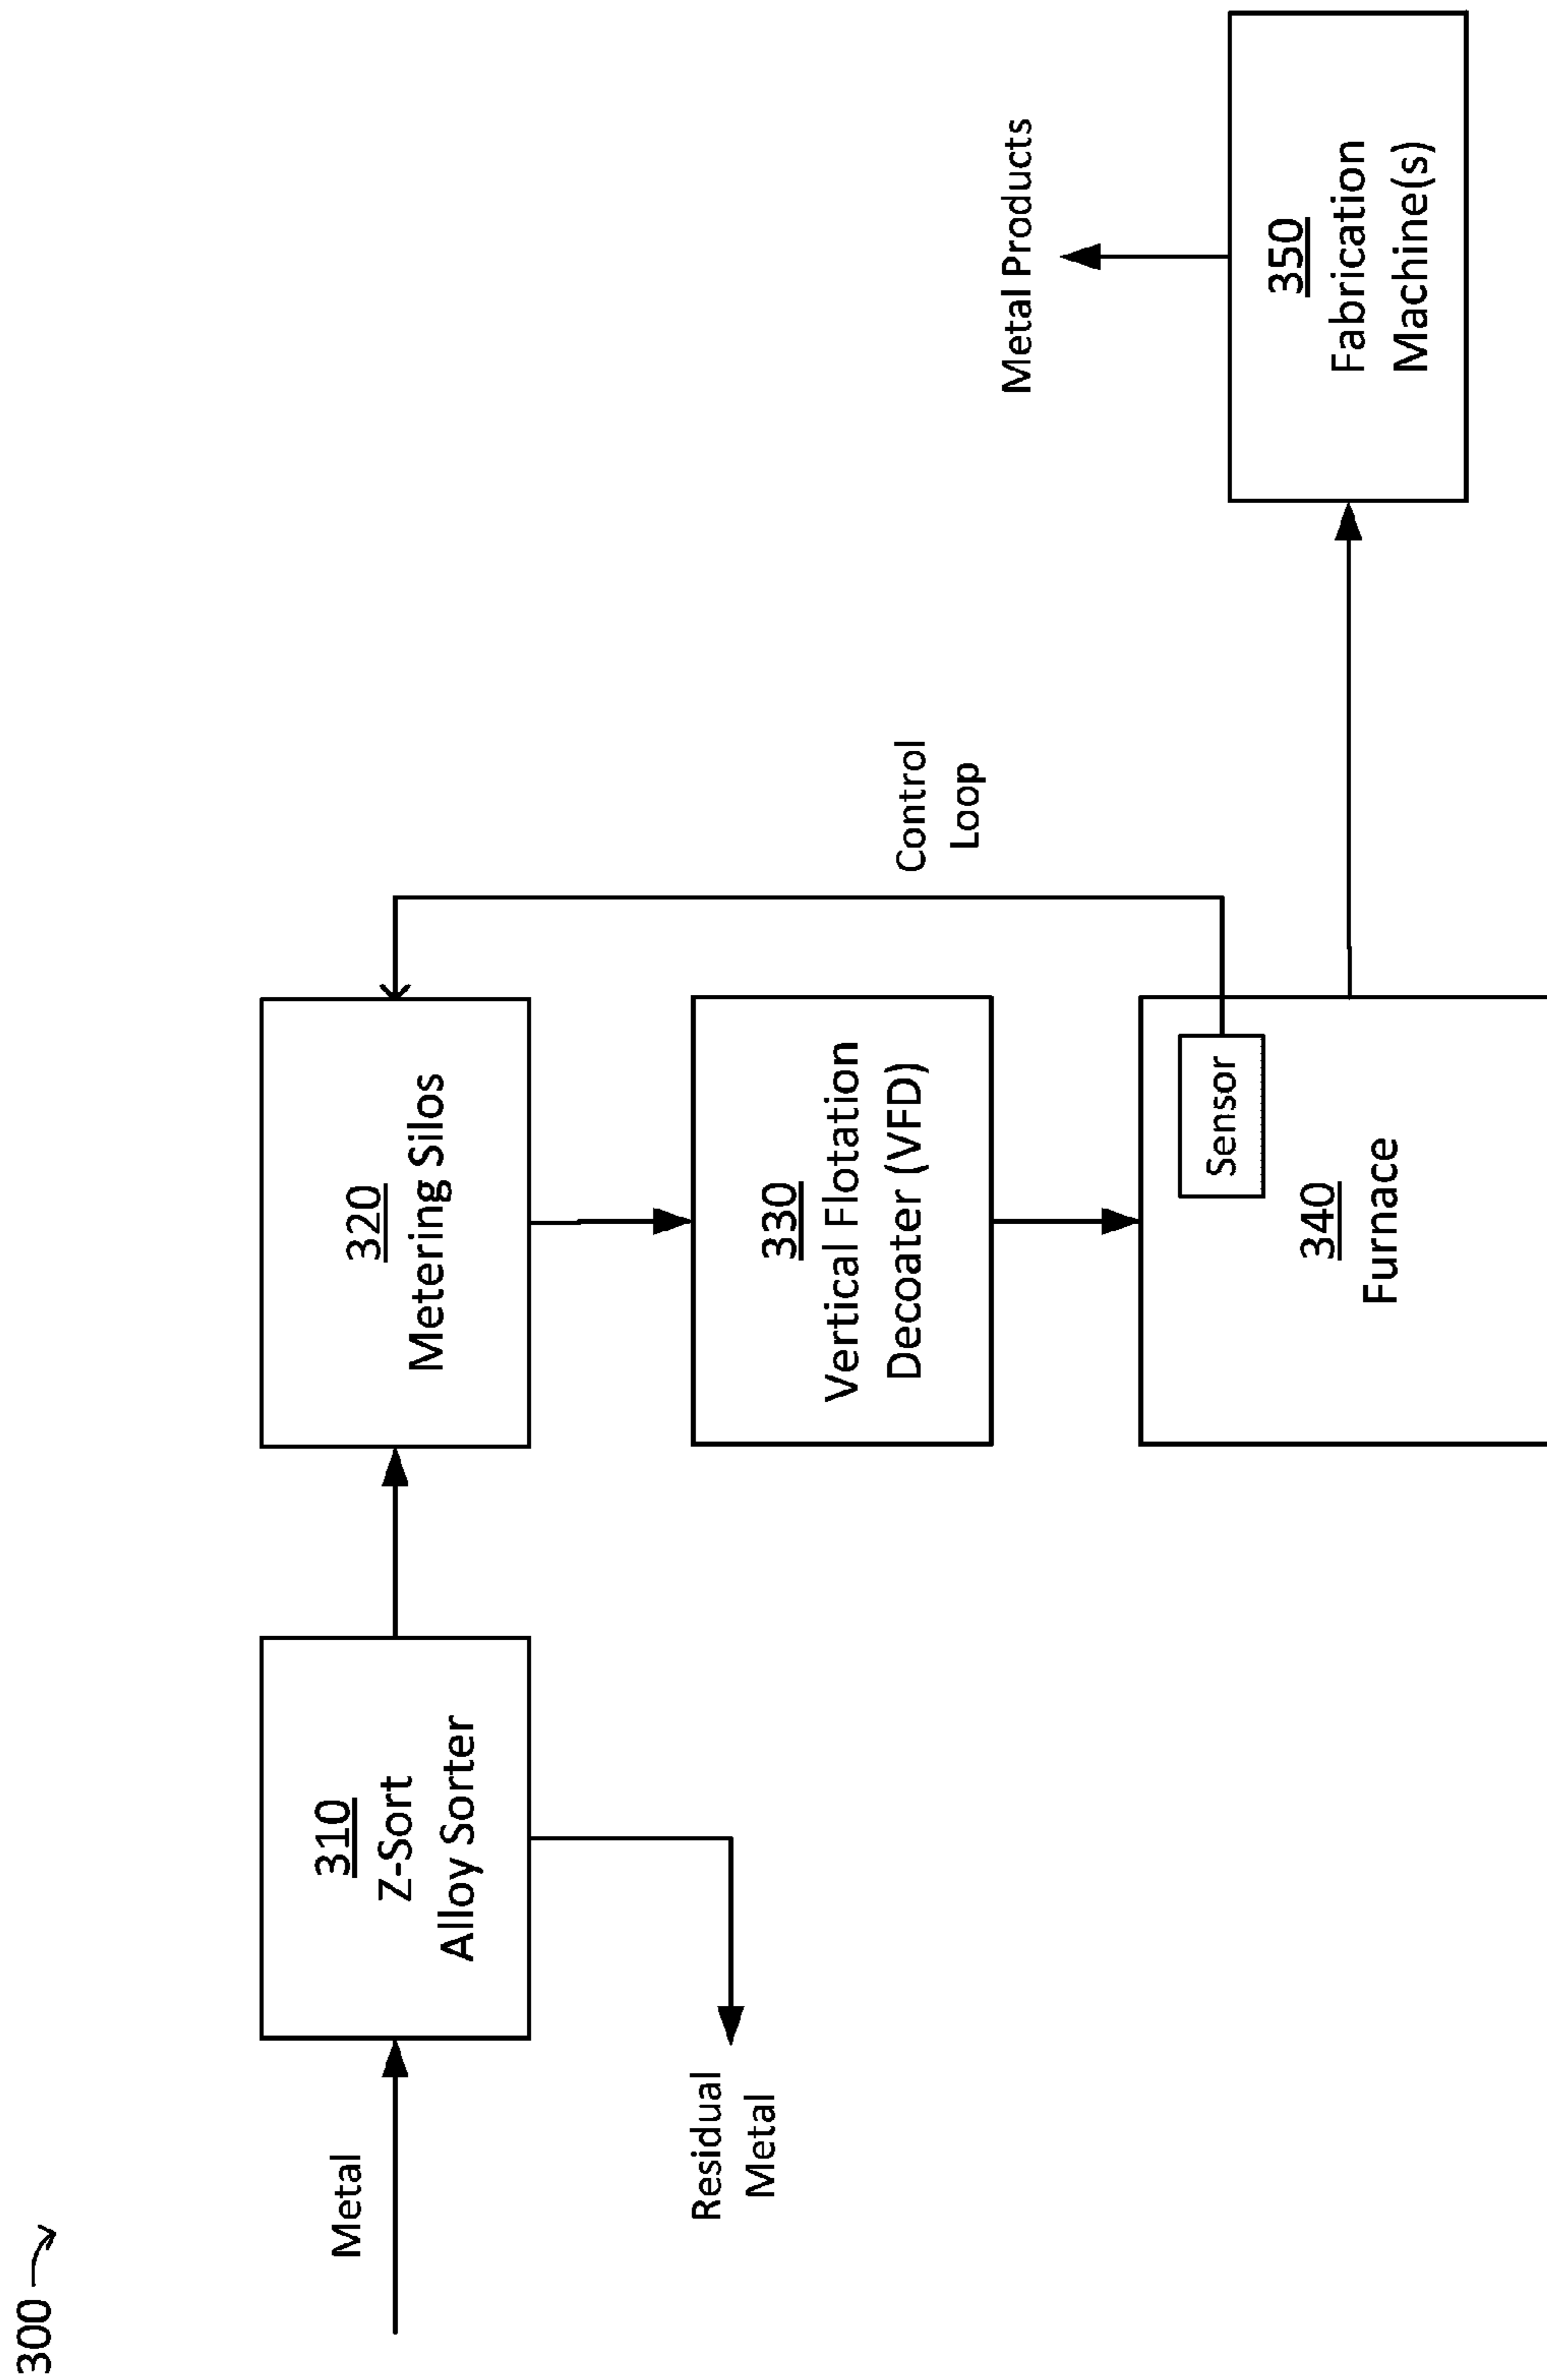 300
Metal
310
Z-Sort
Alloy Sorter
Residual
Metal
320
Metering Silos
330
Vertical Flotation
Decoater (VFD)
Sensor
340
Furnace
Control
Loop
Metal Products
350
Fabrication
Machine(s)